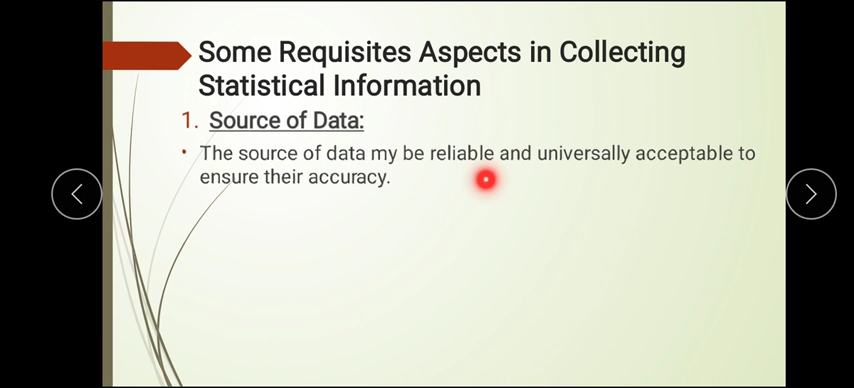 Some Requisites Aspects in Collecting
Statistical Information
1. Source of Data:
• The source of data my be reliable and universally acceptable to
ensure their accuracy.